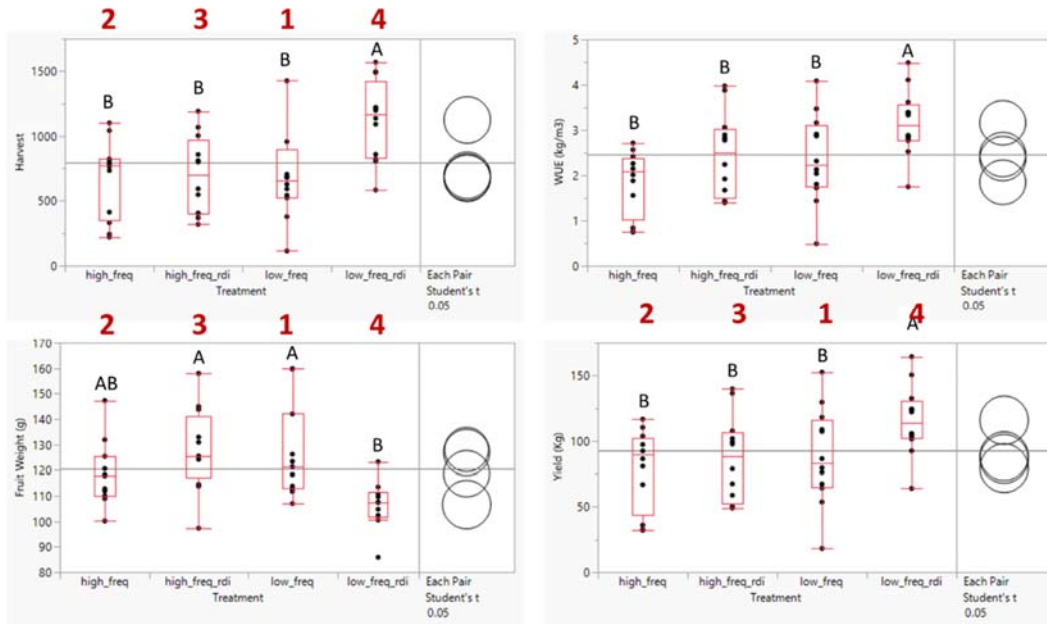 2 3 1 4
Harvest
1500
1000
500
0
B B B A
high_freq high_freq_rdi low_freq low_freq_rdi
Treatment
Each Pair
Student's t
0.05
WUE (kg/m3)
5
4
3
2
1
0
B B B A
high_freq high_freq_rdi low_freq low_freq_rdi
Treatment
Each Pair
Student's t
0.05
2 3 1 4
Fruit Weight (g)
170
160
150
140
130
120
110
100
90
80
AB A A B
high_freq high_freq_rdi low_freq low_freq_rdi
Treatment
Each Pair
Student's t
0.05
2 3 1 4
Yield (Kg)
150
100
50
0
B B B A
high_freq high_freq_rdi low_freq low_freq_rdi
Treatment
Each Pair
Student's t
0.05